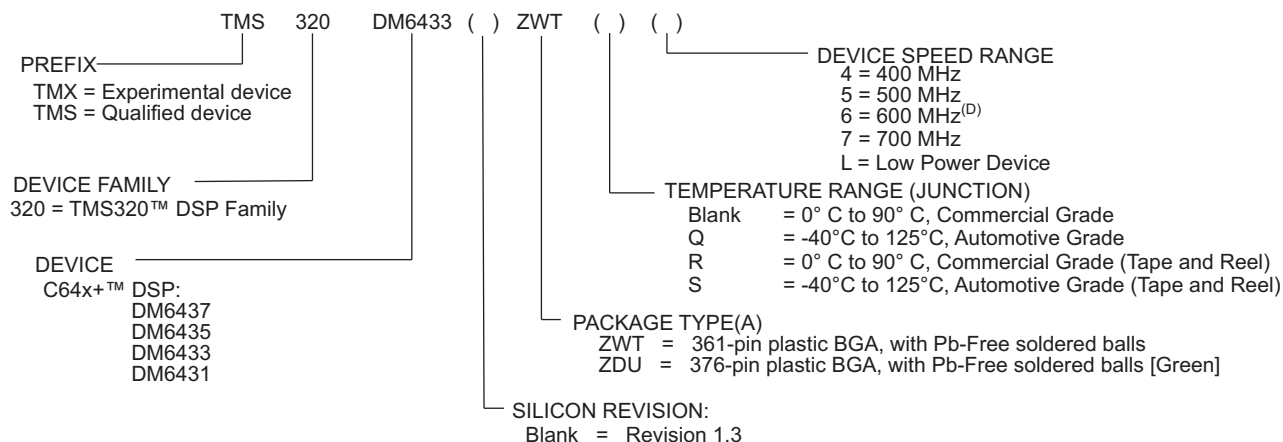 TMS 320 DM6433 ( ) ZWT ( ) ( )
PREFIX
TMX = Experimental device
TMS = Qualified device
DEVICE FAMILY
320 = TMS320™ DSP Family
DEVICE
C64x+™ DSP:
DM6437
DM6435
DM6433
DM6431
DEVICE SPEED RANGE
4 = 400 MHz
5 = 500 MHz
6 = 600 MHz(D)
7 = 700 MHz
L = Low Power Device
TEMPERATURE RANGE (JUNCTION)
Blank = 0° C to 90° C, Commercial Grade
Q = -40°C to 125°C, Automotive Grade
R = 0° C to 90° C, Commercial Grade (Tape and Reel)
S = -40°C to 125°C, Automotive Grade (Tape and Reel)
PACKAGE TYPE(A)
ZWT = 361-pin plastic BGA, with Pb-Free soldered balls
ZDU = 376-pin plastic BGA, with Pb-Free soldered balls [Green]
SILICON REVISION:
Blank = Revision 1.3